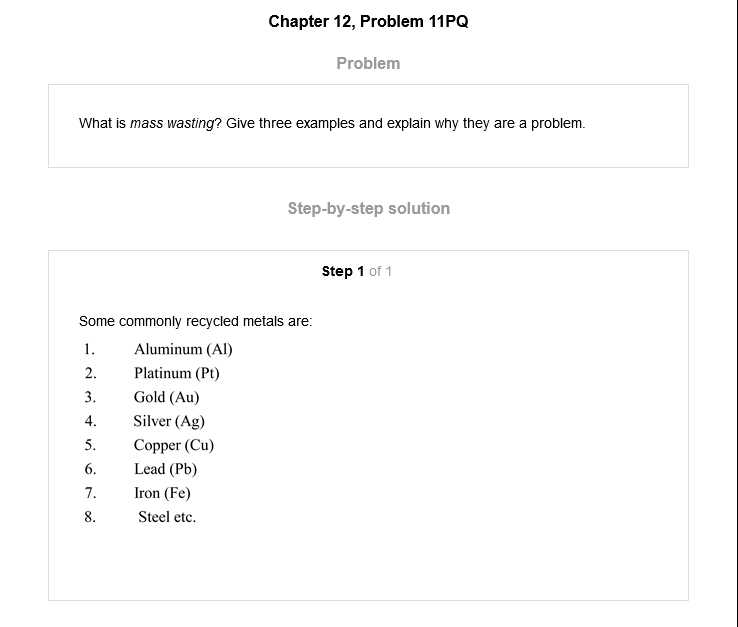 Chapter 12, Problem 11PQ
Problem
What is mass wasting? Give three examples and explain why they are a problem.
Step-by-step solution
Step 1 of 1
Some commonly recycled metals are:
1. Aluminum (Al)
2. Platinum (Pt)
3. Gold (Au)
4. Silver (Ag)
5. Copper (Cu)
6. Lead (Pb)
7. Iron (Fe)
8. Steel etc.